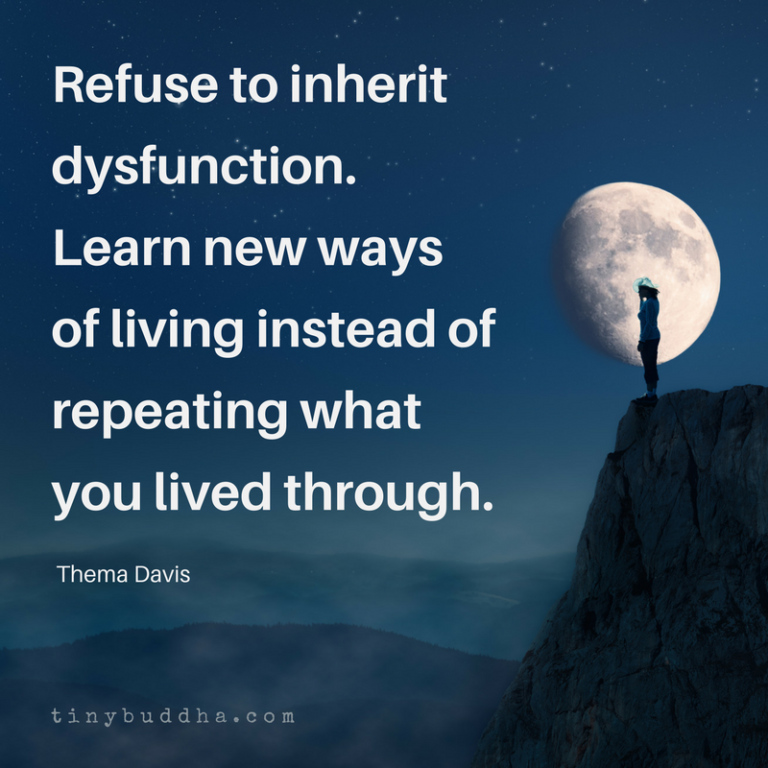 Refuse to inherit
dysfunction.
Learn new ways
of living instead of
repeating what
you lived through.
Thema Davis
tinybuddha.com